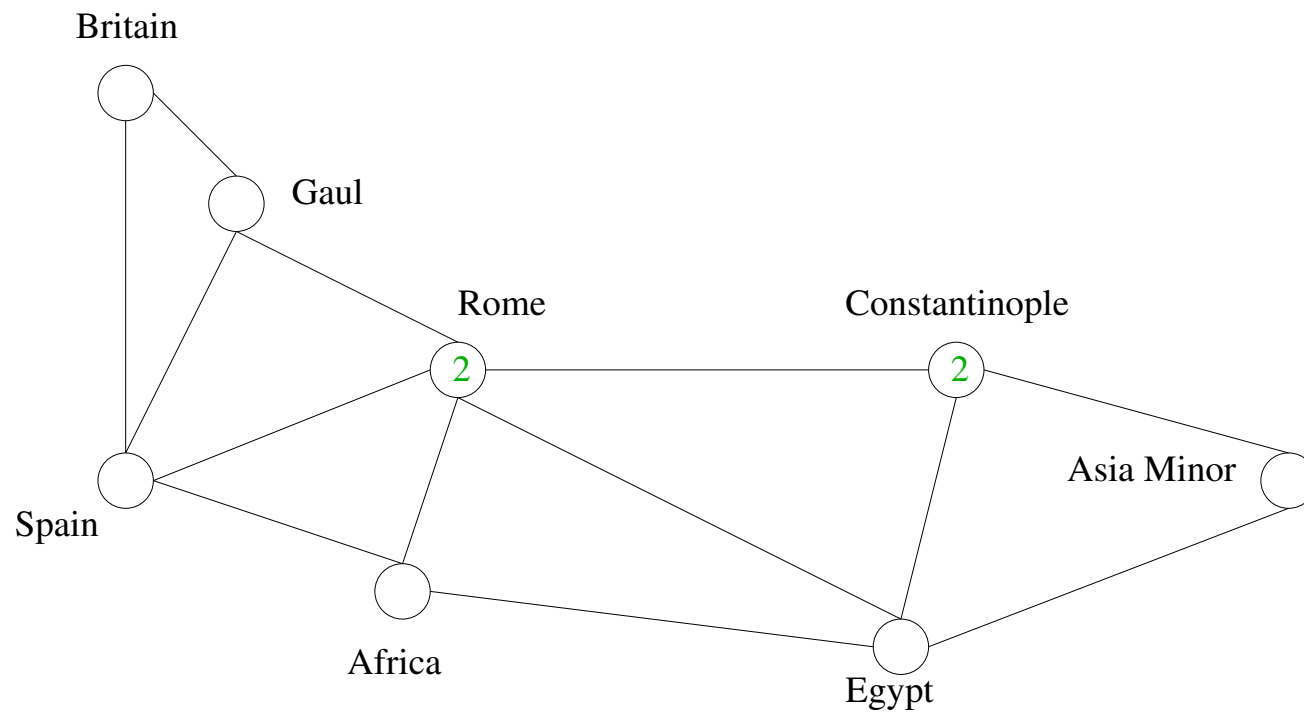 Britain
Gaul
Rome
Constantinople
2
2
Asia Minor
Spain
Africa
Egypt